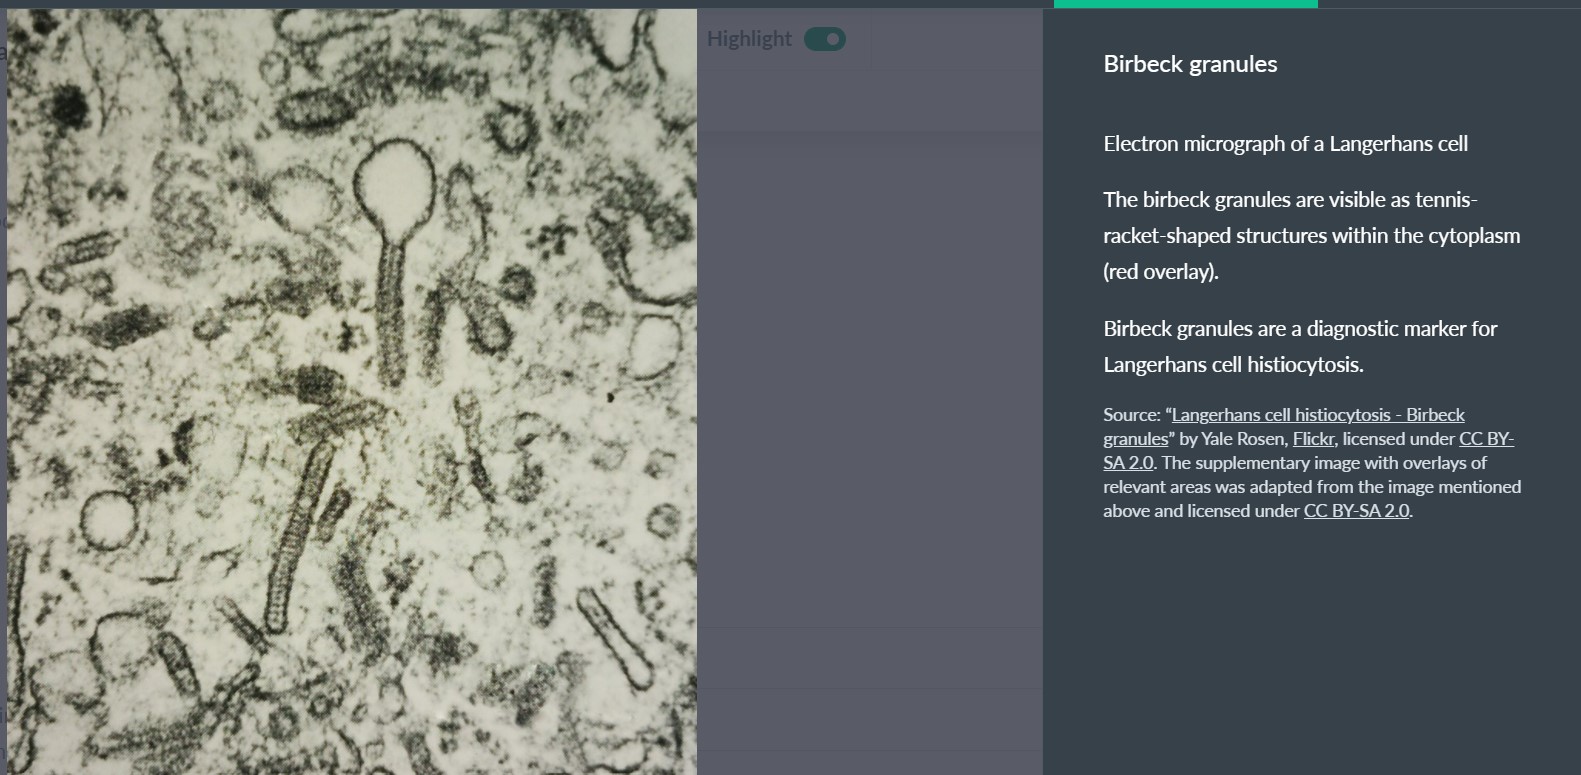 Highlight
Birbeck granules
Electron micrograph of a Langerhans cell
The birbeck granules are visible as tennis-
racket-shaped structures within the cytoplasm
(red overlay).
Birbeck granules are a diagnostic marker for
Langerhans cell histiocytosis.
Source: “Langerhans cell histiocytosis - Birbeck
granules” by Yale Rosen, Flickr, licensed under CC BY-
SA 2.0. The supplementary image with overlays of
relevant areas was adapted from the image mentioned
above and licensed under CC BY-SA 2.0.